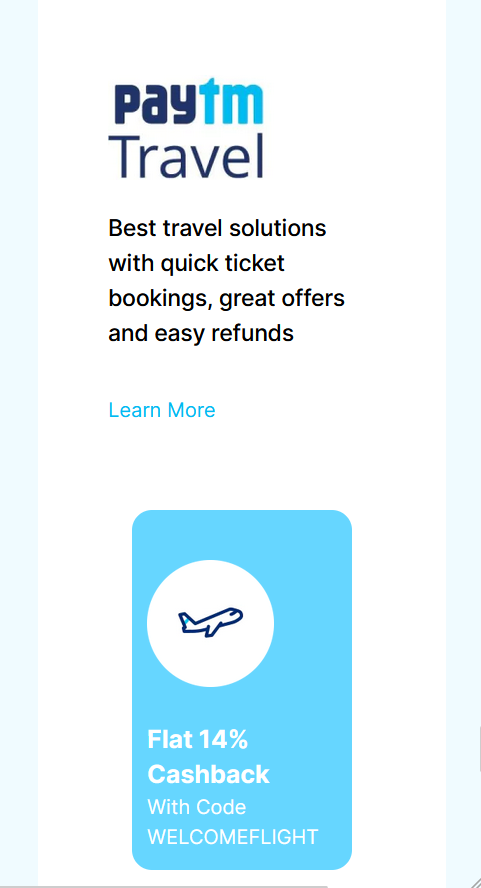 paytm
Travel
Best travel solutions
with quick ticket
bookings, great offers
and easy refunds
Learn More
Flat 14%
Cashback
With Code
WELCOMEFLIGHT